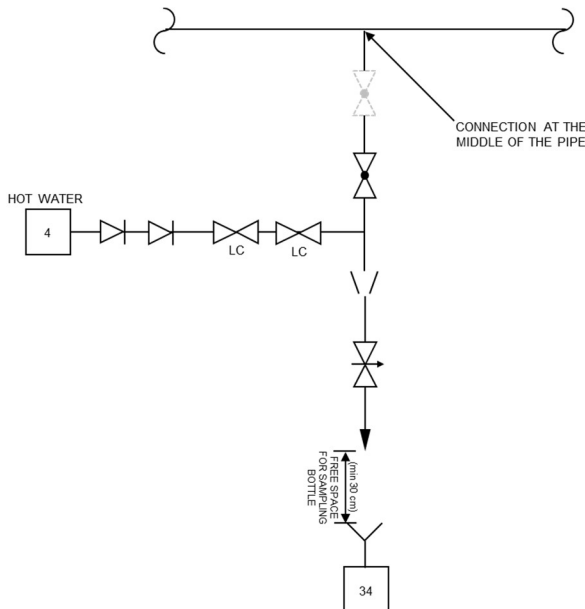 CONNECTION AT THE
MIDDLE OF THE PIPE
HOT WATER
4
LC
LC
(min 30 cm)
FREE SPACE
FOR SAMPLING
BOTTLE
34